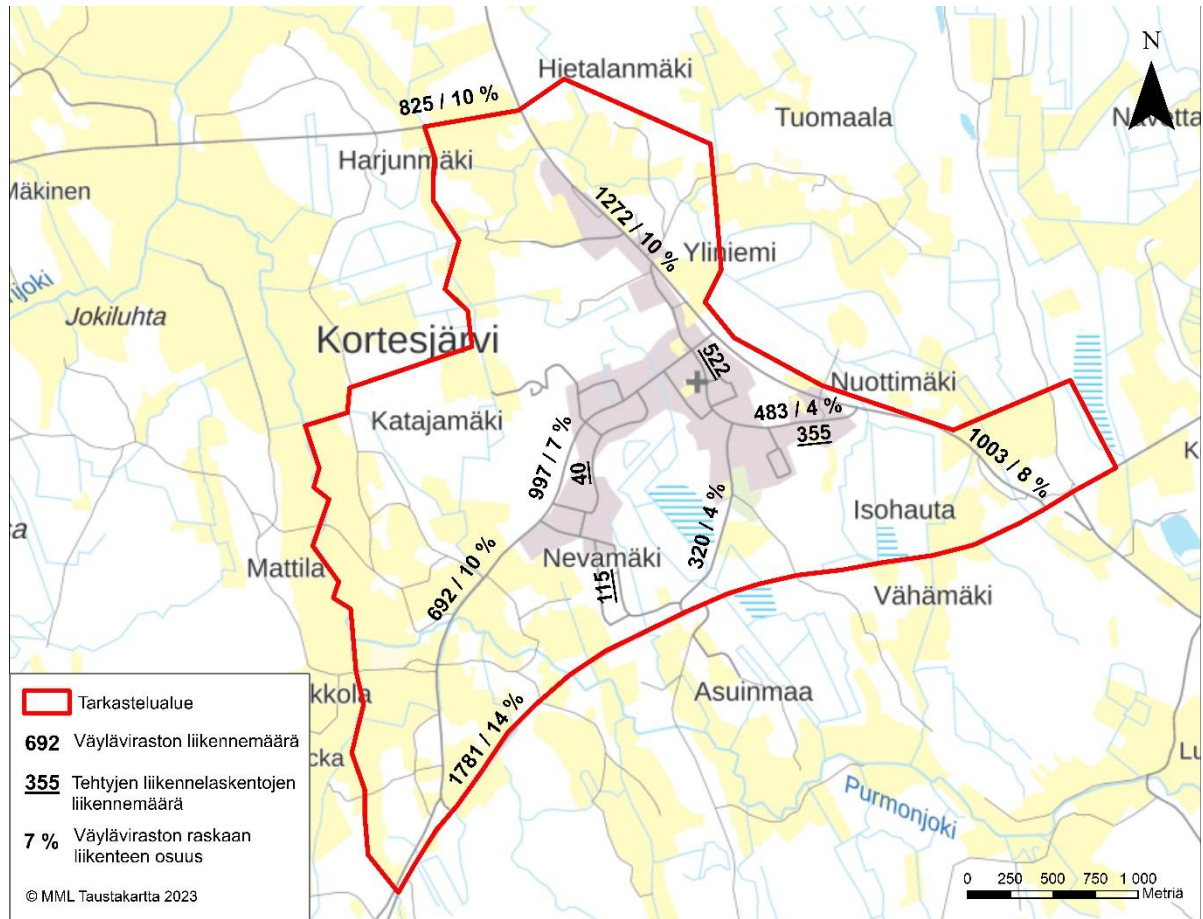 N
Hietalanmäki
825 / 10 %
Tuomaala
Harjunmäki
Mäkinen
1272 / 10 %
Yliniemi
Jokiluhta
Kortesjärvi
522
Nuottimäki
Katajamäki
483 / 4 %
355
997 / 7 %
40
1003 / 8 %
320 / 4 %
Isohauta
Nevamäki
Mattila
115
692 / 10 %
Vähämäki
Asuinmaa
kkola
1781 / 14 %
cka
Lu
Purmonjoki
Tarkastelualue
692 Väyläviraston liikennemäärä
355 Tehtyjen liikennelaskentojen
liikennemäärä
7 % Väyläviraston raskaan
liikenteen osuus
© MML Taustakartta 2023
0 250 500 750 1 000
Metriä